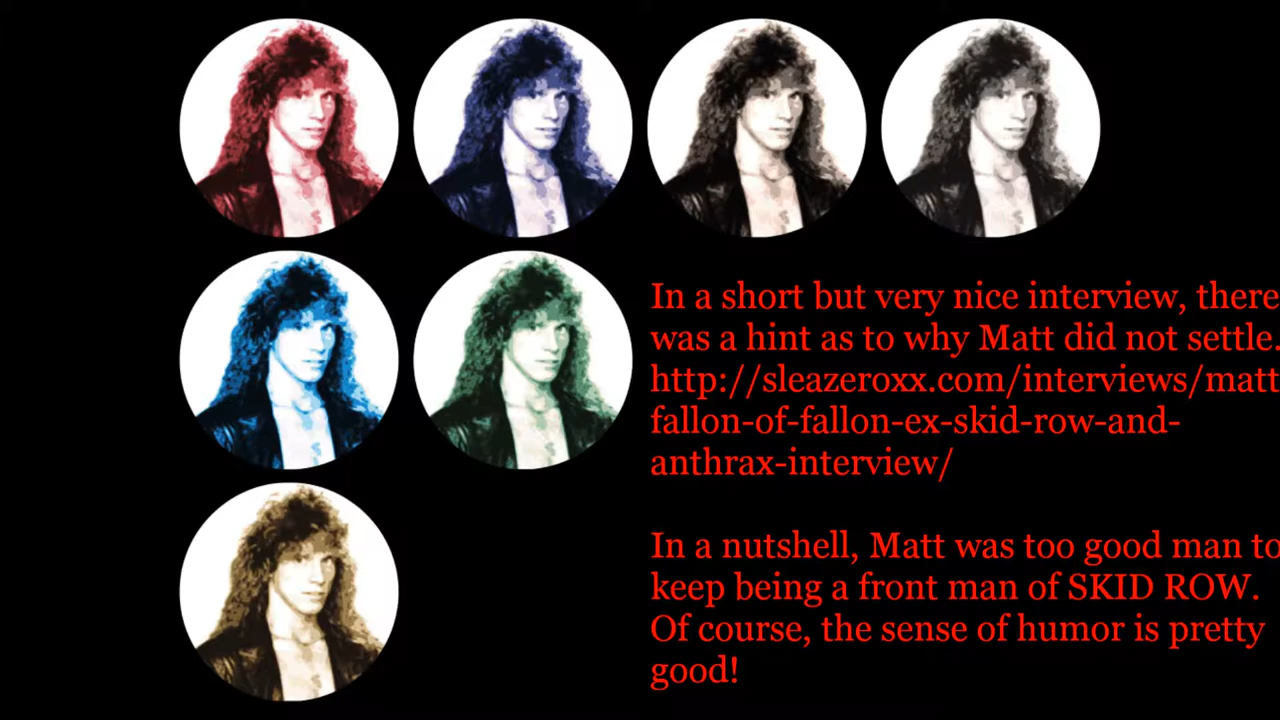 In a short but very nice interview, there
was a hint as to why Matt did not settle.
http://sleazeroxx.com/interviews/matt
fallon-of-fallon-ex-skid-row-and-
anthrax-interview/
In a nutshell, Matt was too good man to
keep being a front man of SKID ROW.
Of course, the sense of humor is pretty
good!